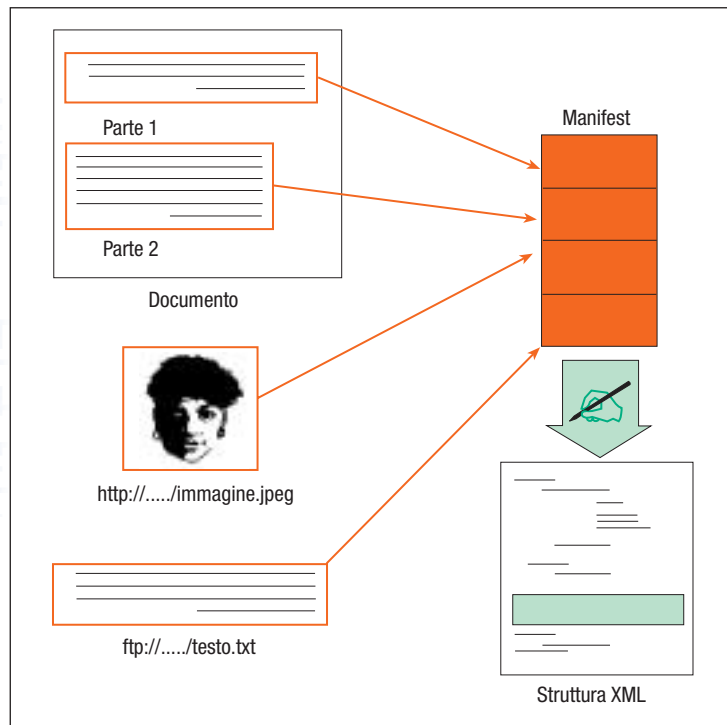 Parte 1
Parte 2
Documento
http://...../immagine.jpeg
ftp://...../testo.txt
Manifest
Struttura XML